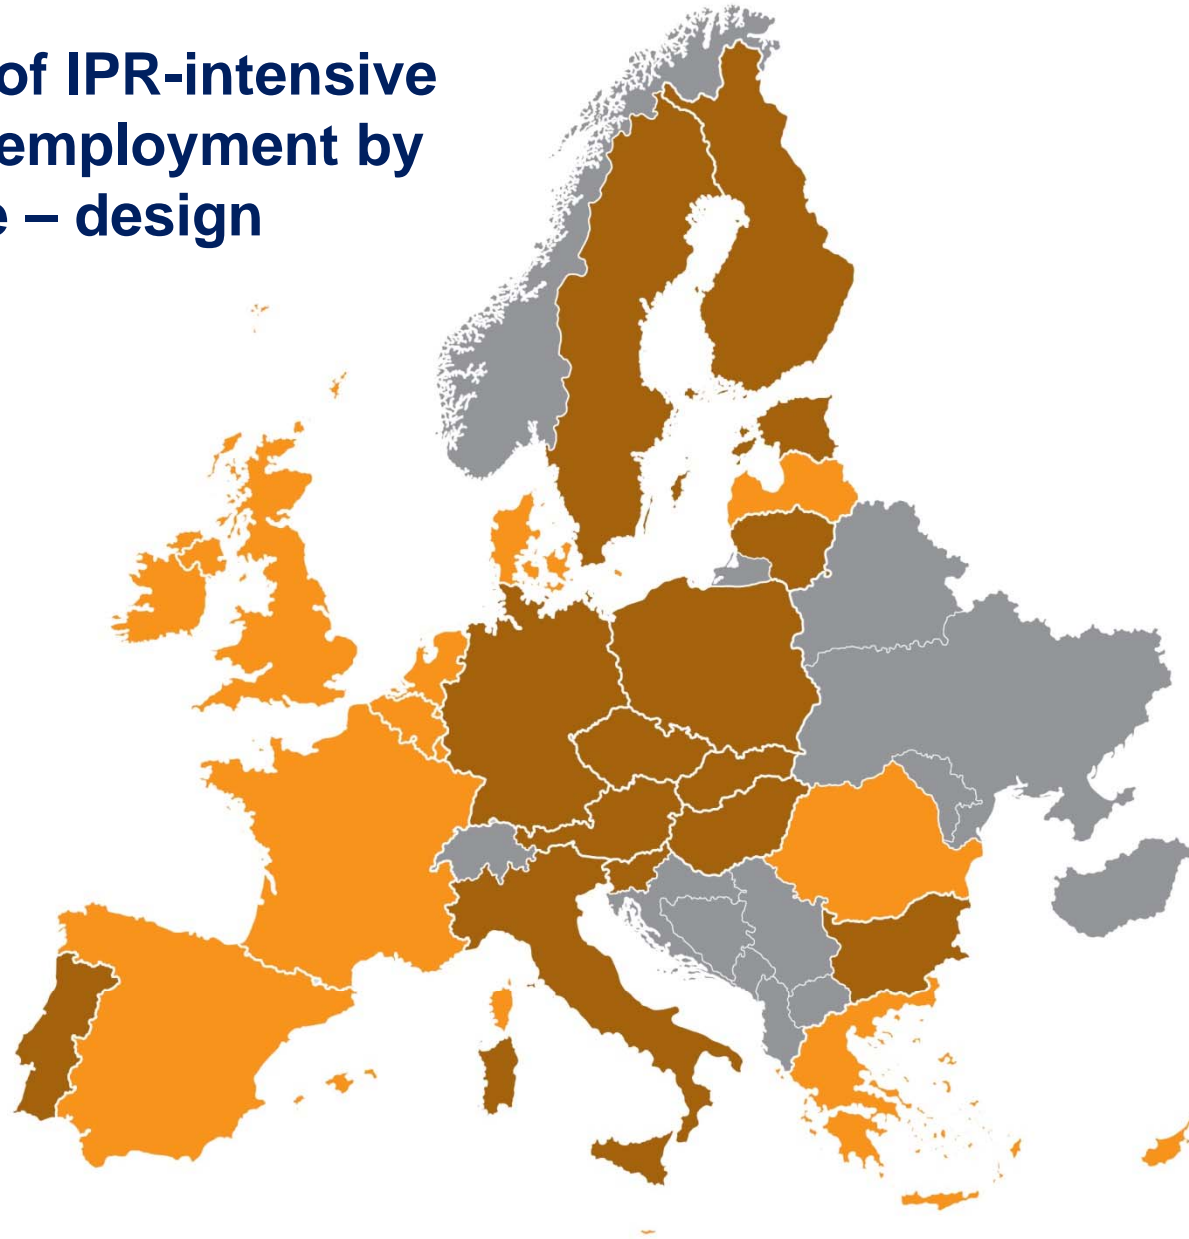 of IPR-intensive
employment by
– design